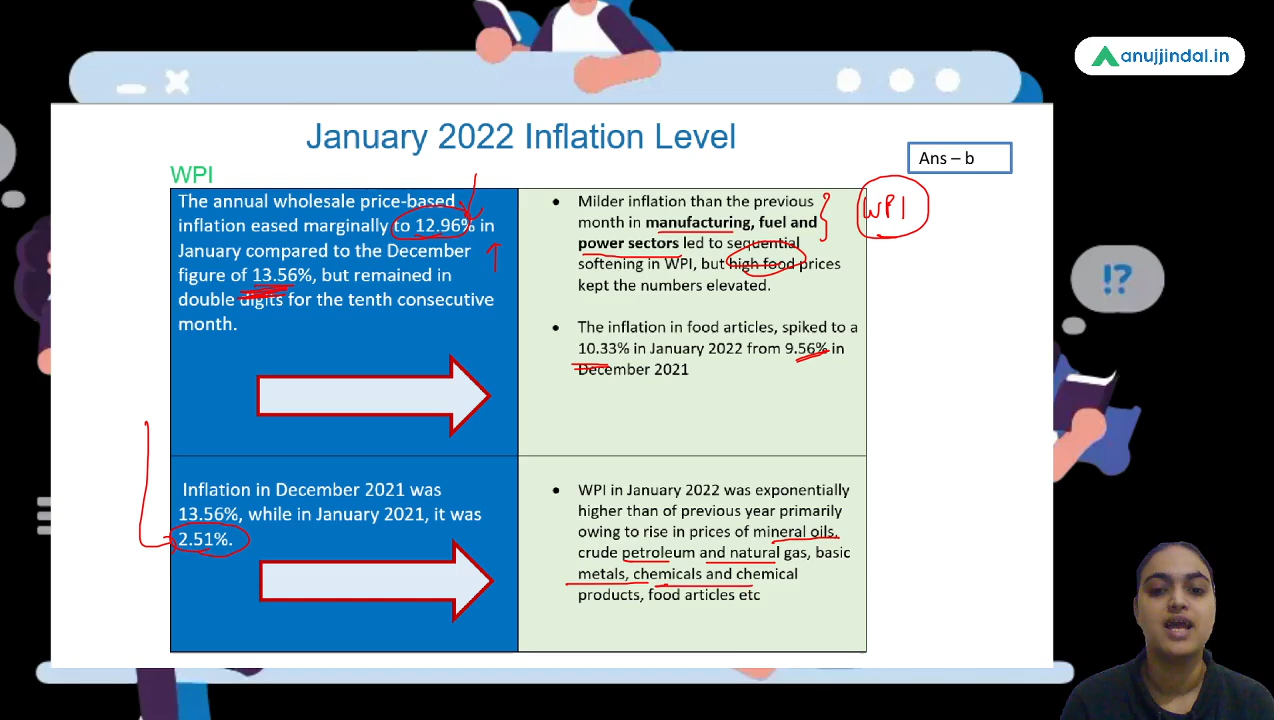 anujjindal.in
January 2022 Inflation Level
Ans – b
WPI
The annual wholesale price-based
inflation eased marginally to 12.96% in
January compared to the December
figure of 13.56%, but remained in
double digits for the tenth consecutive
month.
• Milder inflation than the previous
month in manufacturing, fuel and
power sectors led to sequential
softening in WPI, but high food prices
kept the numbers elevated.
• The inflation in food articles, spiked to a
10.33% in January 2022 from 9.56% in
December 2021
WPI
Inflation in December 2021 was
13.56%, while in January 2021, it was
2.51%.
• WPI in January 2022 was exponentially
higher than of previous year primarily
owing to rise in prices of mineral oils,
crude petroleum and natural gas, basic
metals, chemicals and chemical
products, food articles etc
!?